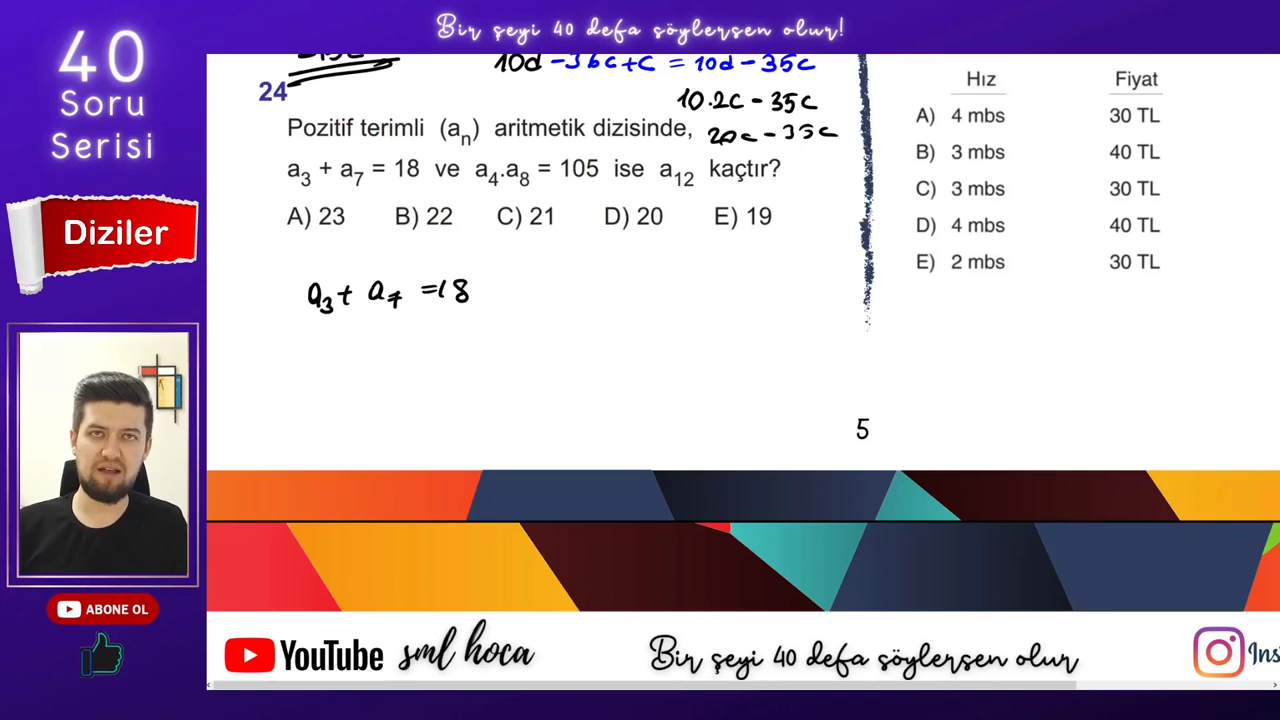 Bir şeyi 40 defa söylersen olur!
40
Soru
Serisi
Diziler
ABONE OL
10d - 36c + c = 10d - 35c
10.2c - 35c
20c - 35c
24
Pozitif terimli (aₙ) aritmetik dizisinde,
a₃ + a₇ = 18 ve a₄.a₈ = 105 ise a₁₂ kaçtır?
A) 23 B) 22 C) 21 D) 20 E) 19
a₃ + a₇ = 18
Hız Fiyat
A) 4 mbs 30 TL
B) 3 mbs 40 TL
C) 3 mbs 30 TL
D) 4 mbs 40 TL
E) 2 mbs 30 TL
5
YouTube sml hoca Bir şeyi 40 defa söylersen olur Ins